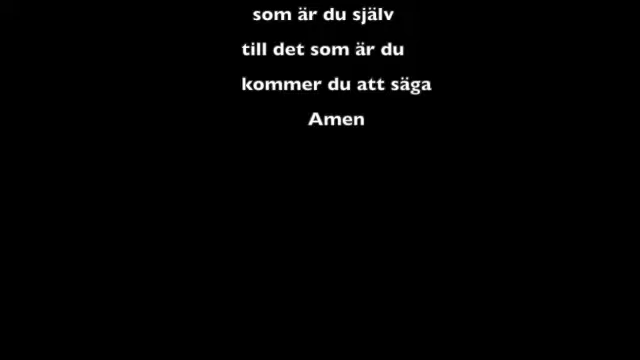 som är du själv
till det som är du
kommer du att säga
Amen